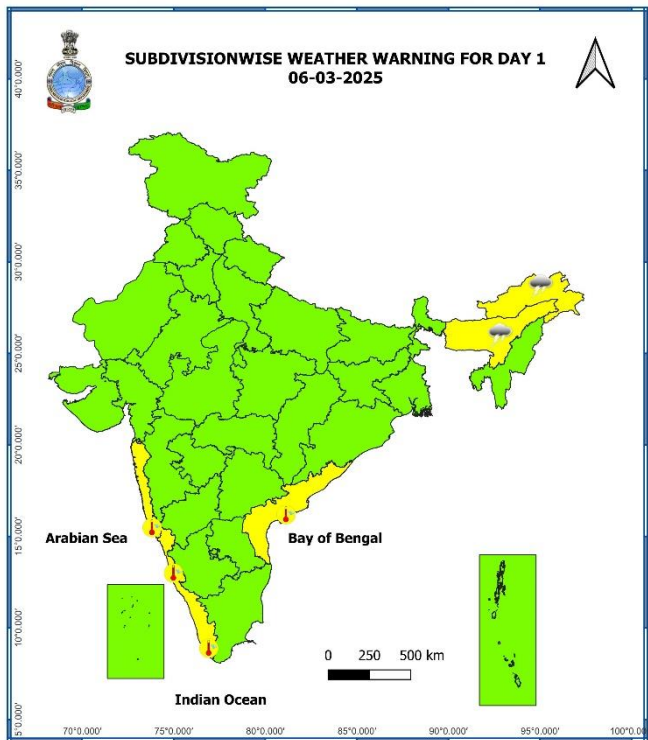 SUBDIVISIONWISE WEATHER WARNING FOR DAY 1
06-03-2025
40°0.000'
35°0.000'
30°0.000'
25°0.000'
20°0.000'
15°0.000'
10°0.000'
5°0.000'
Arabian Sea
Bay of Bengal
0 250 500 km
Indian Ocean
70°0.000' 75°0.000' 80°0.000' 85°0.000' 90°0.000' 95°0.000' 100°0.0